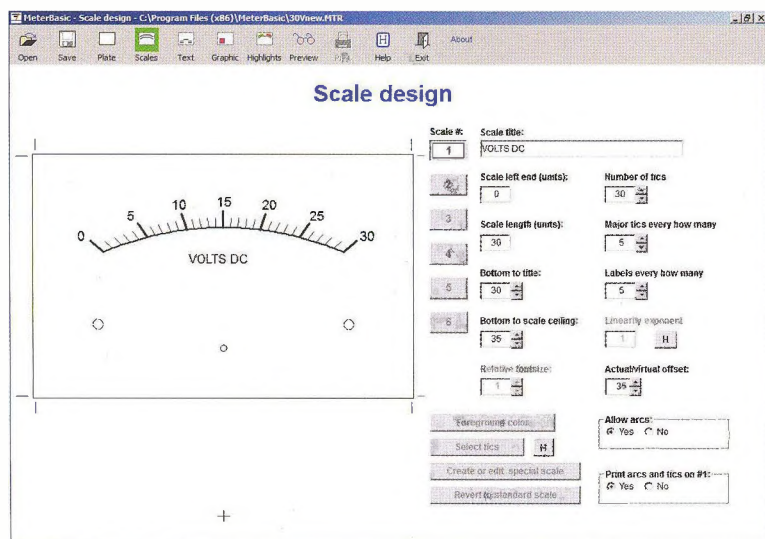 MeterBasic - Scale design - C:\Program Files (x86)\MeterBasic\30Vnew.MTR
Open Save Plate Scales Text Graphic Highlights Preview Print Help Exit About
Scale design
Scale #: Scale title:
1 VOLTS DC
2 Scale left end (units): Number of tics
0 30
3 Scale length (units): Major tics every how many
30 5
4
5 Bottom to title: Labels every how many
30 5
6 Bottom to scale ceiling: Linearity exponent
35 1 H
Relative fontsize: Actual/virtual offset:
1 35
Foreground color
Allow arcs:
Yes No
Select tics H
Create or edit special scale
Print arcs and tics on #1:
Yes No
Revert to standard scale
0 5 10 15 20 25 30
VOLTS DC